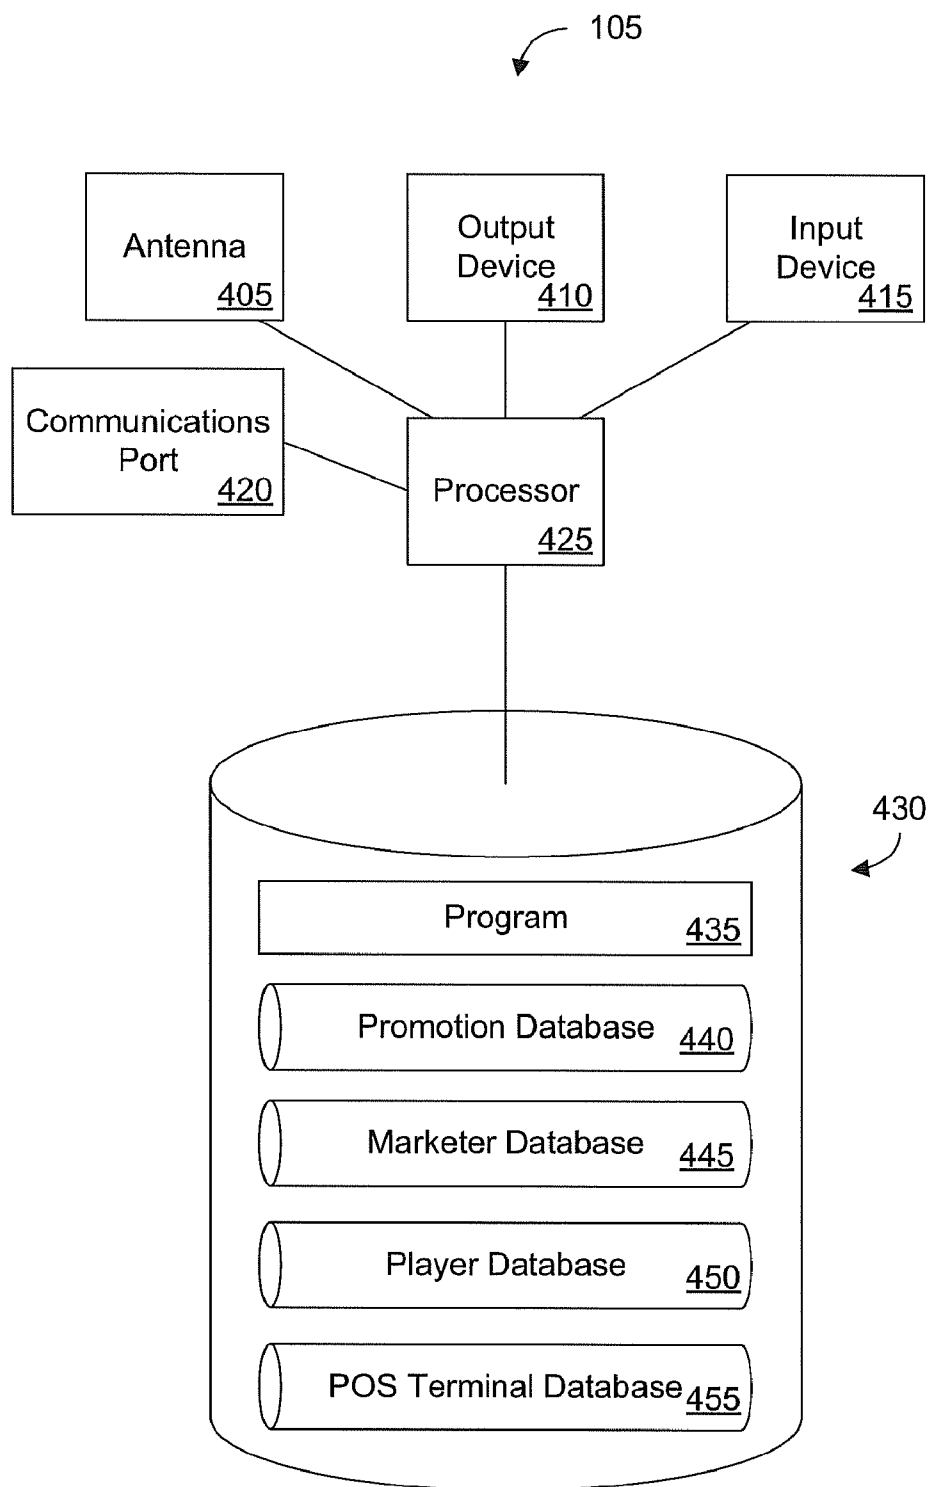 105
Antenna
405
Output
Device
410
Input
Device
415
Communications
Port
420
Processor
425
430
Program
435
Promotion Database
440
Marketer Database
445
Player Database
450
POS Terminal Database
455